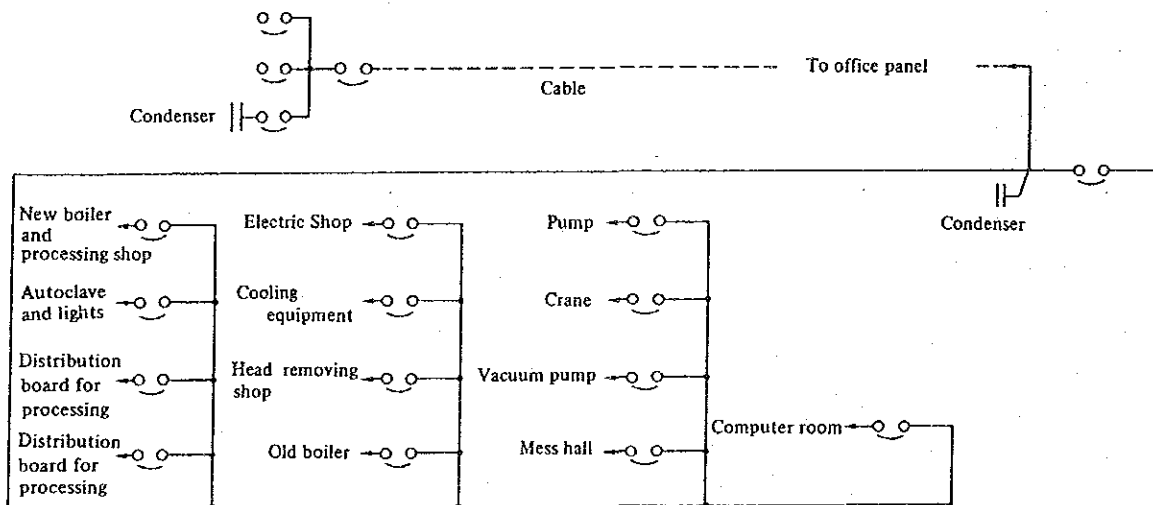 To office panel
Cable
Condenser
Condenser
New boiler
and
processing shop
Electric Shop
Pump
Autoclave
and lights
Cooling
equipment
Crane
Distribution
board for
processing
Head removing
shop
Vacuum pump
Computer room
Distribution
board for
processing
Old boiler
Mess hall